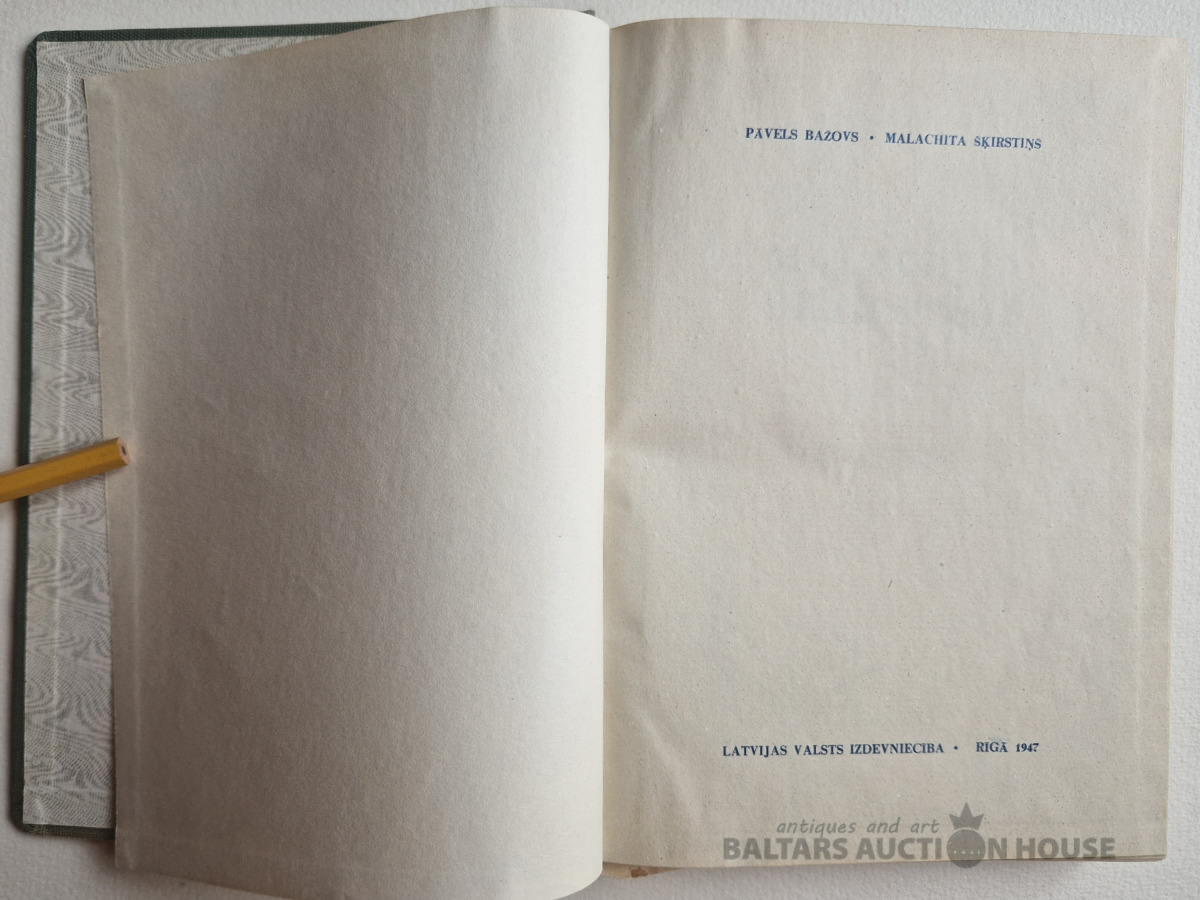 PĀVELS BAŽOVS • MALACHITA ŠĶIRSTIŅŠ
LATVIJAS VALSTS IZDEVNIECĪBA • RĪGĀ 1947
antiques and art
BALTARS AUCTION HOUSE